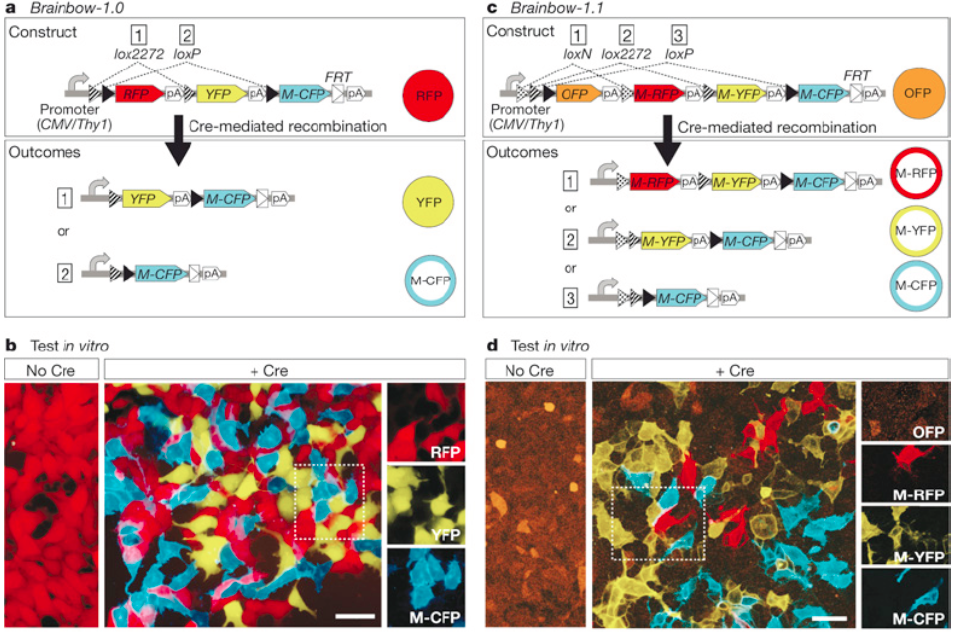 a Brainbow-1.0
Construct
1 2
lox2272 loxP
FRT
RFP pA YFP pA M-CFP pA
RFP
Promoter
(CMV/Thy1)
Cre-mediated recombination
Outcomes
1 YFP pA M-CFP pA
YFP
or
2 M-CFP pA
M-CFP
b Test in vitro
No Cre + Cre
RFP
YFP
M-CFP
c Brainbow-1.1
Construct
1 2 3
loxN lox2272 loxP
FRT
OFP pA M-RFP pA M-YFP pA M-CFP pA
OFP
Promoter
(CMV/Thy1)
Cre-mediated recombination
Outcomes
1 M-RFP pA M-YFP pA M-CFP pA
M-RFP
or
2 M-YFP pA M-CFP pA
M-YFP
or
3 M-CFP pA
M-CFP
d Test in vitro
No Cre + Cre
OFP
M-RFP
M-YFP
M-CFP